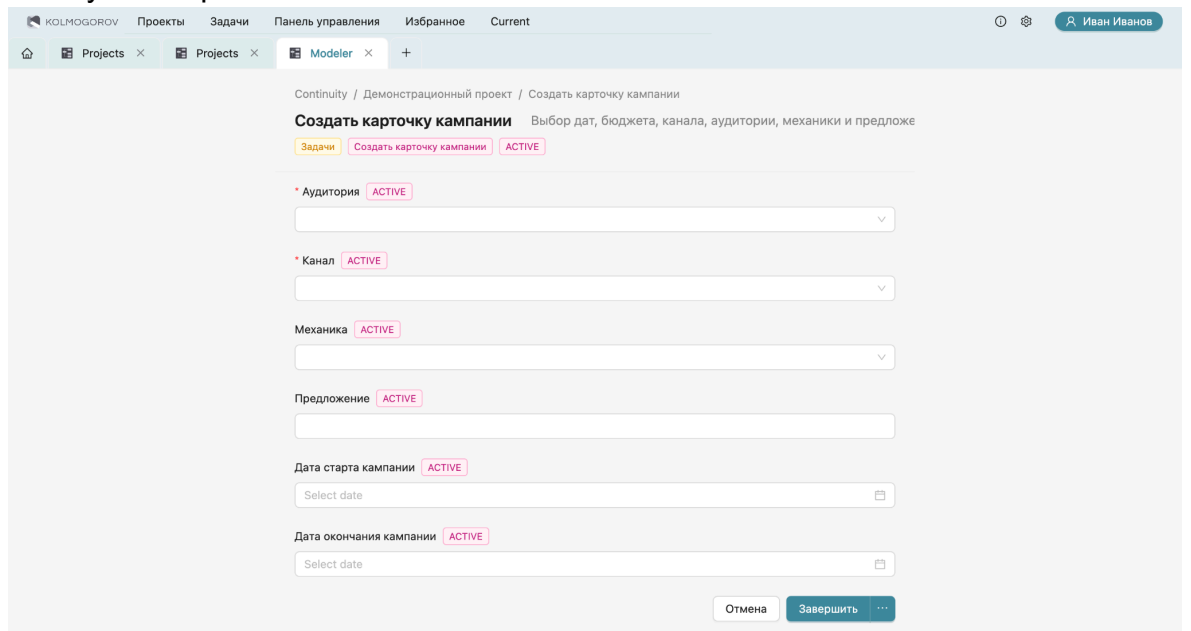 KOLMOGOROV Проекты Задачи Панель управления Избранное Current Иван Иванов
Projects Projects Modeler
Continuity / Демонстрационный проект / Создать карточку кампании
Создать карточку кампании Выбор дат, бюджета, канала, аудитории, механики и предложе
Задачи Создать карточку кампании ACTIVE
* Аудитория ACTIVE
* Канал ACTIVE
Механика ACTIVE
Предложение ACTIVE
Дата старта кампании ACTIVE
Select date
Дата окончания кампании ACTIVE
Select date
Отмена Завершить ...